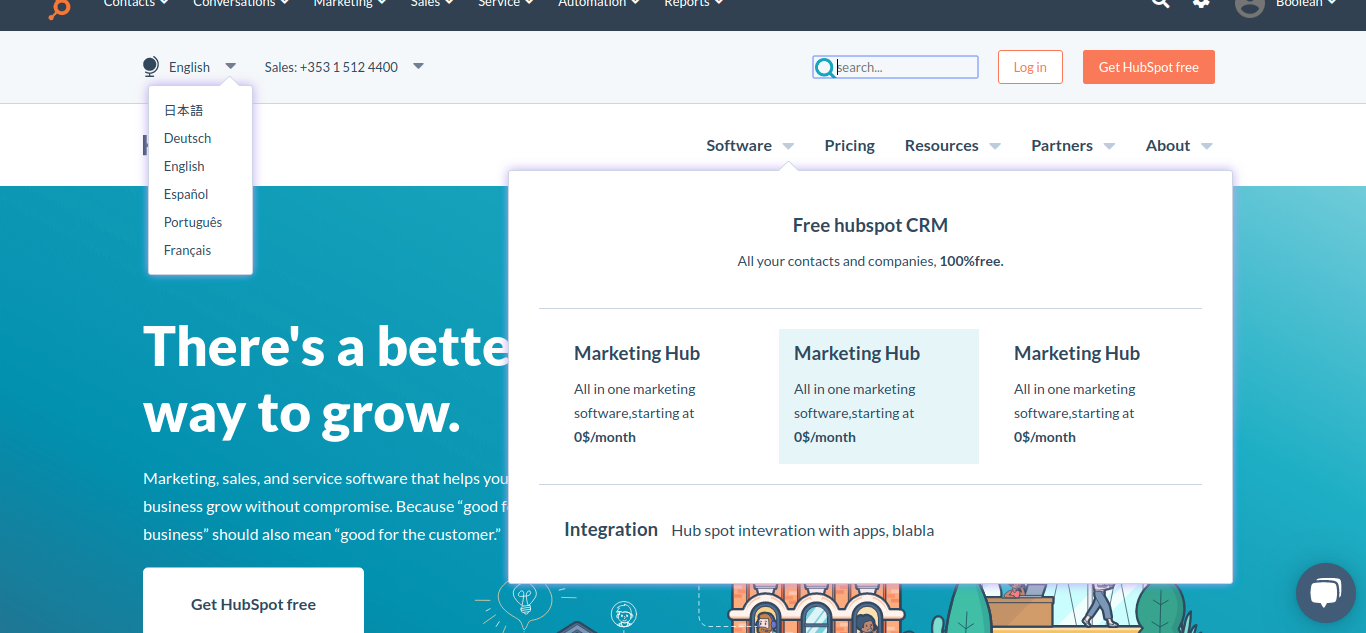 Contacts Conversations Marketing Sales Service Automation Reports Boolean
English Sales: +353 1 512 4400 search... Log in Get HubSpot free
日本語
Deutsch
English
Español
Português
Français
Software Pricing Resources Partners About
Free hubspot CRM
All your contacts and companies, 100%free.
Marketing Hub
All in one marketing
software,starting at
0$/month
Marketing Hub
All in one marketing
software,starting at
0$/month
Marketing Hub
All in one marketing
software,starting at
0$/month
Integration Hub spot intevration with apps, blabla
There's a bette
way to grow.
Marketing, sales, and service software that helps you
business grow without compromise. Because “good f
business” should also mean “good for the customer.”
Get HubSpot free